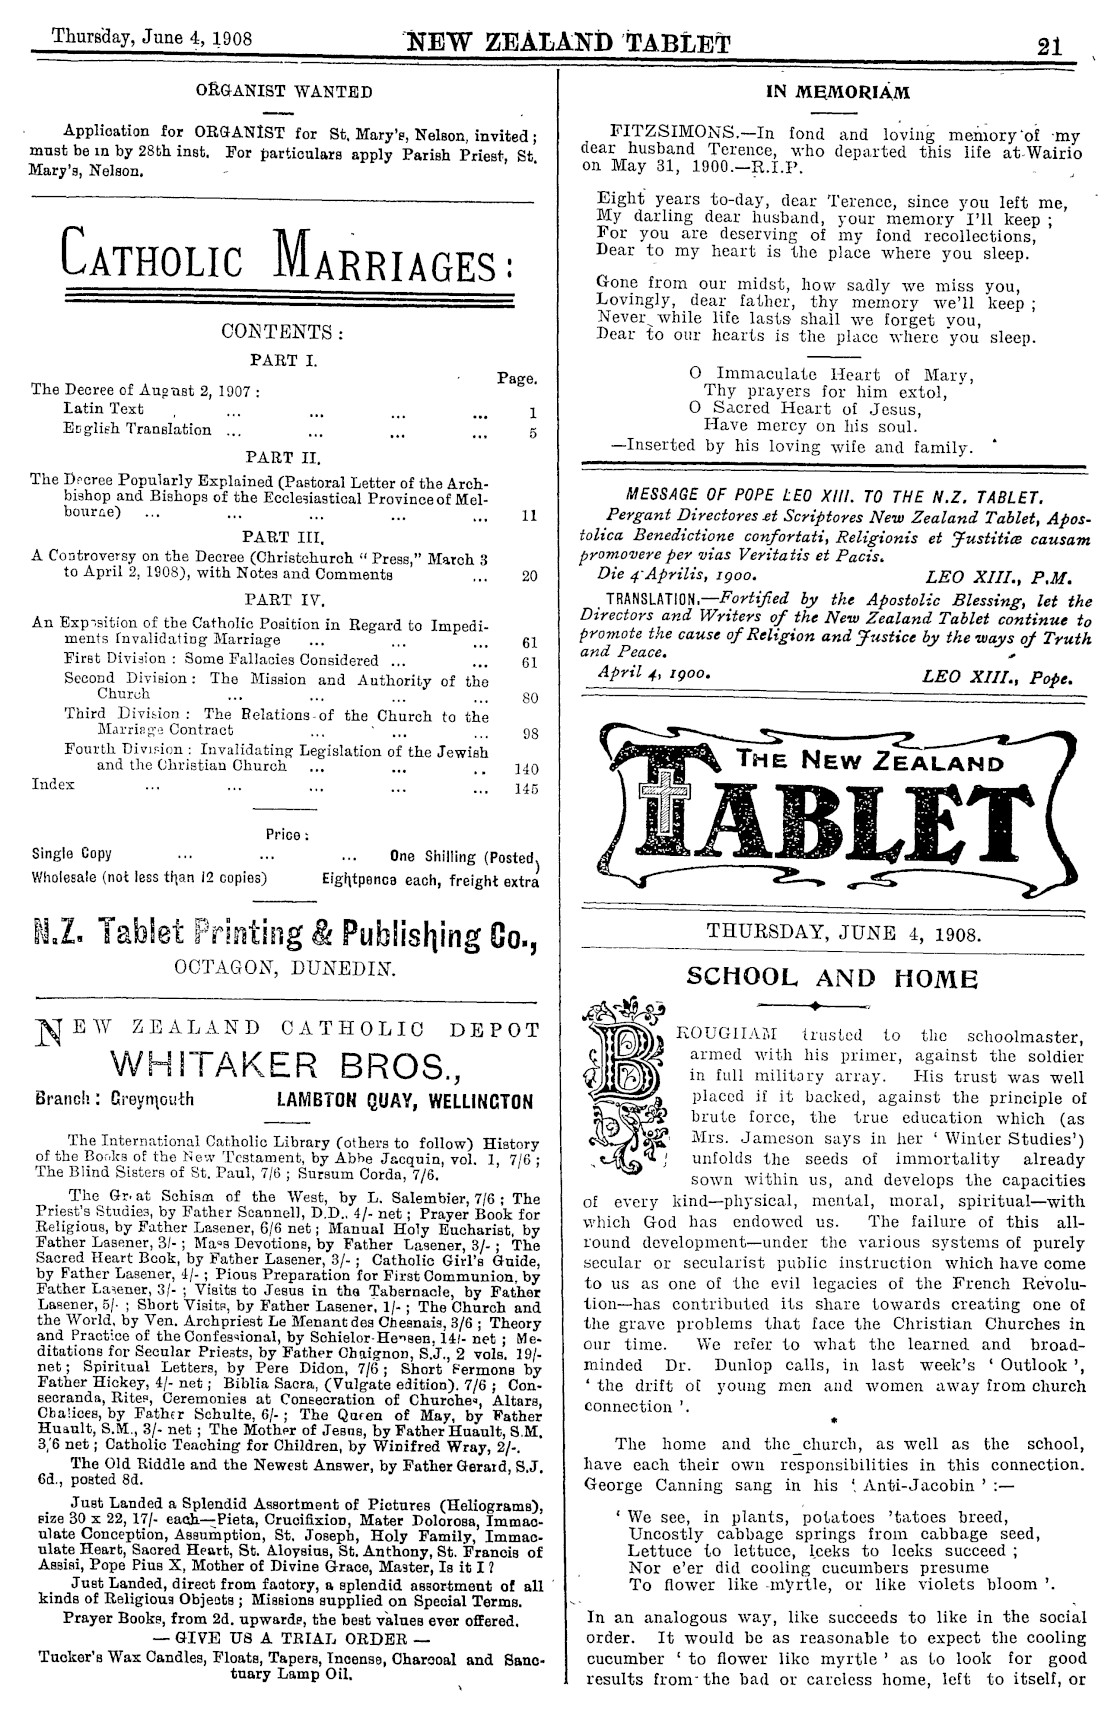 Thursday, June 4, 1908
NEW ZEALAND TABLET
21
ORGANIST WANTED
Application for ORGANIST for St. Mary's, Nelson, invited;
must be in by 28th inst. For particulars apply Parish Priest, St.
Mary's, Nelson.
CATHOLIC MARRIAGES:
CONTENTS:
PART I.
Page.
The Decree of August 2, 1907:
Latin Text ... ... ... ... 1
English Translation ... ... ... ... 5
PART II.
The Decree Popularly Explained (Pastoral Letter of the Arch-
bishop and Bishops of the Ecclesiastical Province of Mel-
bourne) ... ... ... ... ... 11
PART III.
A Controversy on the Decree (Christchurch "Press," March 3
to April 2, 1908), with Notes and Comments ... 20
PART IV.
An Exposition of the Catholic Position in Regard to Impedi-
ments Invalidating Marriage ... ... ... 61
First Division: Some Fallacies Considered ... ... 61
Second Division: The Mission and Authority of the
Church ... ... ... ... 80
Third Division: The Relations of the Church to the
Marriage Contract ... ... ... 98
Fourth Division: Invalidating Legislation of the Jewish
and the Christian Church ... ... .. 140
Index ... ... ... ... ... 145
Price:
Single Copy ... ... ... One Shilling (Posted)
Wholesale (not less than 12 copies) Eightpence each, freight extra
N.Z. Tablet Printing & Publishing Co.,
OCTAGON, DUNEDIN.
NEW ZEALAND CATHOLIC DEPOT
WHITAKER BROS.,
Branch: Greymouth LAMBTON QUAY, WELLINGTON
The International Catholic Library (others to follow) History
of the Books of the New Testament, by Abbe Jacquin, vol. 1, 7/6;
The Blind Sisters of St. Paul, 7/6; Sursum Corda, 7/6.
The Great Schism of the West, by L. Salembier, 7/6; The
Priest's Studies, by Father Scannell, D.D.. 4/- net; Prayer Book for
Religious, by Father Lasener, 6/6 net; Manual Holy Eucharist, by
Father Lasener, 3/-; Mass Devotions, by Father Lasener, 3/-; The
Sacred Heart Book, by Father Lasener, 3/-; Catholic Girl's Guide,
by Father Lasener, 4/-; Pious Preparation for First Communion, by
Father Lasener, 3/-; Visits to Jesus in the Tabernacle, by Father
Lasener, 5/-; Short Visits, by Father Lasener, 1/-; The Church and
the World, by Ven. Archpriest Le Menant des Chesnais, 3/6; Theory
and Practice of the Confessional, by Schielor-Heusen, 14/- net; Me-
ditations for Secular Priests, by Father Chaignon, S.J., 2 vols. 19/-
net; Spiritual Letters, by Pere Didon, 7/6; Short Sermons by
Father Hickey, 4/- net; Biblia Sacra, (Vulgate edition). 7/6; Con-
secranda, Rites, Ceremonies at Consecration of Churches, Altars,
Chalices, by Father Schulte, 6/-; The Queen of May, by Father
Huault, S.M., 3/- net; The Mother of Jesus, by Father Huault, S.M.
3/6 net; Catholic Teaching for Children, by Winifred Wray, 2/-.
The Old Riddle and the Newest Answer, by Father Gerard, S.J.
6d., posted 8d.
Just Landed a Splendid Assortment of Pictures (Heliograms),
size 30 x 22, 17/- each—Pieta, Crucifixion, Mater Dolorosa, Immac-
ulate Conception, Assumption, St. Joseph, Holy Family, Immac-
ulate Heart, Sacred Heart, St. Aloysius, St. Anthony, St. Francis of
Assisi, Pope Pius X, Mother of Divine Grace, Master, Is it I?
Just Landed, direct from factory, a splendid assortment of all
kinds of Religious Objects; Missions supplied on Special Terms.
Prayer Books, from 2d. upwards, the best values ever offered.
— GIVE US A TRIAL ORDER —
Tucker's Wax Candles, Floats, Tapers, Incense, Charcoal and Sanc-
tuary Lamp Oil.
IN MEMORIAM
FITZSIMONS.—In fond and loving memory of my
dear husband Terence, who departed this life at Wairio
on May 31, 1900.—R.I.P.
Eight years to-day, dear Terence, since you left me,
My darling dear husband, your memory I'll keep;
For you are deserving of my fond recollections,
Dear to my heart is the place where you sleep.
Gone from our midst, how sadly we miss you,
Lovingly, dear father, thy memory we'll keep;
Never while life lasts shall we forget you,
Dear to our hearts is the place where you sleep.
O Immaculate Heart of Mary,
Thy prayers for him extol,
O Sacred Heart of Jesus,
Have mercy on his soul.
—Inserted by his loving wife and family.
MESSAGE OF POPE LEO XIII. TO THE N.Z. TABLET.
Pergant Directores et Scriptores New Zealand Tablet, Apos-
tolica Benedictione confortati, Religionis et Justitiæ causam
promovere per vias Veritatis et Pacis.
Die 4 Aprilis, 1900. LEO XIII., P.M.
TRANSLATION.—Fortified by the Apostolic Blessing, let the
Directors and Writers of the New Zealand Tablet continue to
promote the cause of Religion and Justice by the ways of Truth
and Peace.
April 4, 1900. LEO XIII., Pope.
THE NEW ZEALAND
TABLET
THURSDAY, JUNE 4, 1908.
SCHOOL AND HOME
BROUGHAM trusted to the schoolmaster,
armed with his primer, against the soldier
in full military array. His trust was well
placed if it backed, against the principle of
brute force, the true education which (as
Mrs. Jameson says in her 'Winter Studies')
unfolds the seeds of immortality already
sown within us, and develops the capacities
of every kind—physical, mental, moral, spiritual—with
which God has endowed us. The failure of this all-
round development—under the various systems of purely
secular or secularist public instruction which have come
to us as one of the evil legacies of the French Revolu-
tion—has contributed its share towards creating one of
the grave problems that face the Christian Churches in
our time. We refer to what the learned and broad-
minded Dr. Dunlop calls, in last week's 'Outlook',
'the drift of young men and women away from church
connection'.
*
The home and the church, as well as the school,
have each their own responsibilities in this connection.
George Canning sang in his 'Anti-Jacobin':—
'We see, in plants, potatoes 'tatoes breed,
Uncostly cabbage springs from cabbage seed,
Lettuce to lettuce, leeks to leeks succeed;
Nor e'er did cooling cucumbers presume
To flower like myrtle, or like violets bloom'.
In an analogous way, like succeeds to like in the social
order. It would be as reasonable to expect the cooling
cucumber 'to flower like myrtle' as to look for good
results from the bad or careless home, left to itself, or